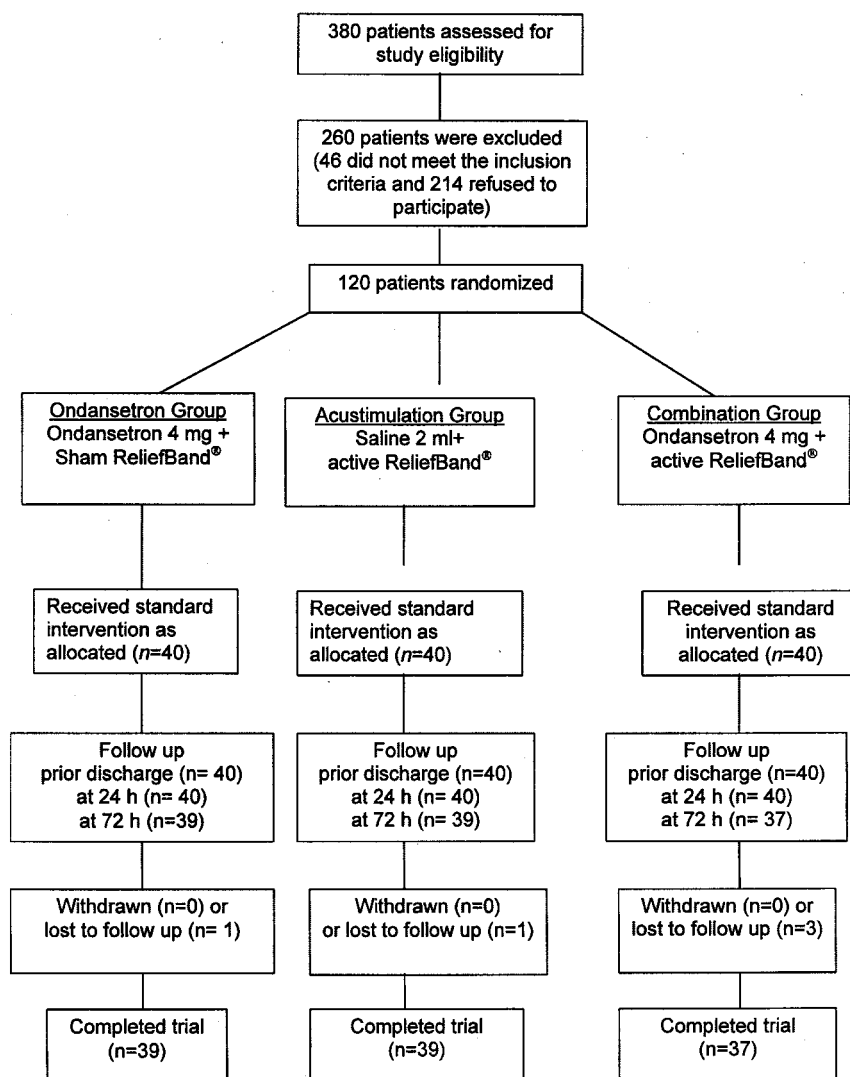 380 patients assessed for
study eligibility
260 patients were excluded
(46 did not meet the inclusion
criteria and 214 refused to
participate)
120 patients randomized
Ondansetron Group
Ondansetron 4 mg +
Sham ReliefBand®
Acustimulation Group
Saline 2 ml+
active ReliefBand®
Combination Group
Ondansetron 4 mg +
active ReliefBand®
Received standard
intervention as
allocated (n=40)
Received standard
intervention as
allocated (n=40)
Received standard
intervention as
allocated (n=40)
Follow up
prior discharge (n= 40)
at 24 h (n= 40)
at 72 h (n=39)
Follow up
prior discharge (n=40)
at 24 h (n= 40)
at 72 h (n= 39)
Follow up
prior discharge (n=40)
at 24 h (n= 40)
at 72 h (n= 37)
Withdrawn (n=0) or
lost to follow up (n= 1)
Withdrawn (n=0)
or lost to follow up (n=1)
Withdrawn (n=0) or
lost to follow up (n=3)
Completed trial
(n=39)
Completed trial
(n=39)
Completed trial
(n=37)